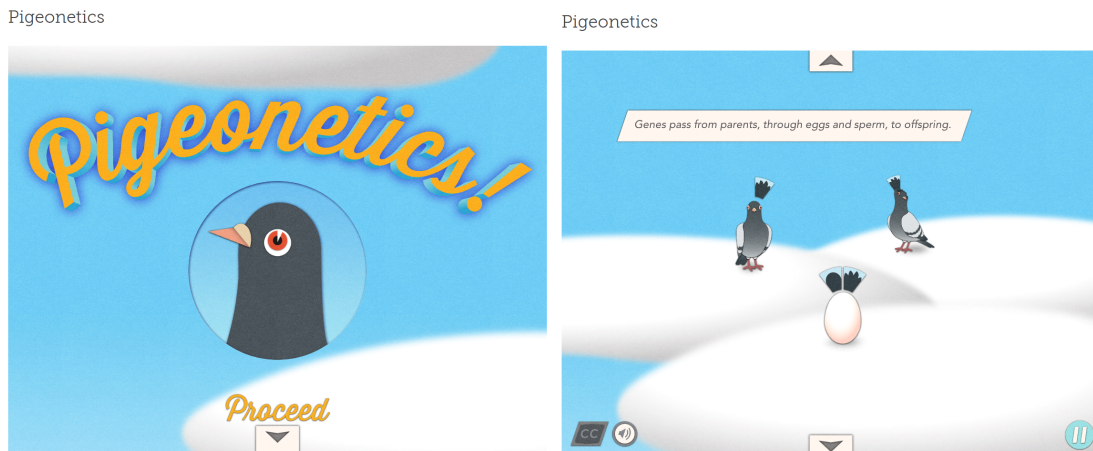 Pigeonetics
Pigeonetics!
Proceed
Pigeonetics
Genes pass from parents, through eggs and sperm, to offspring.
CC